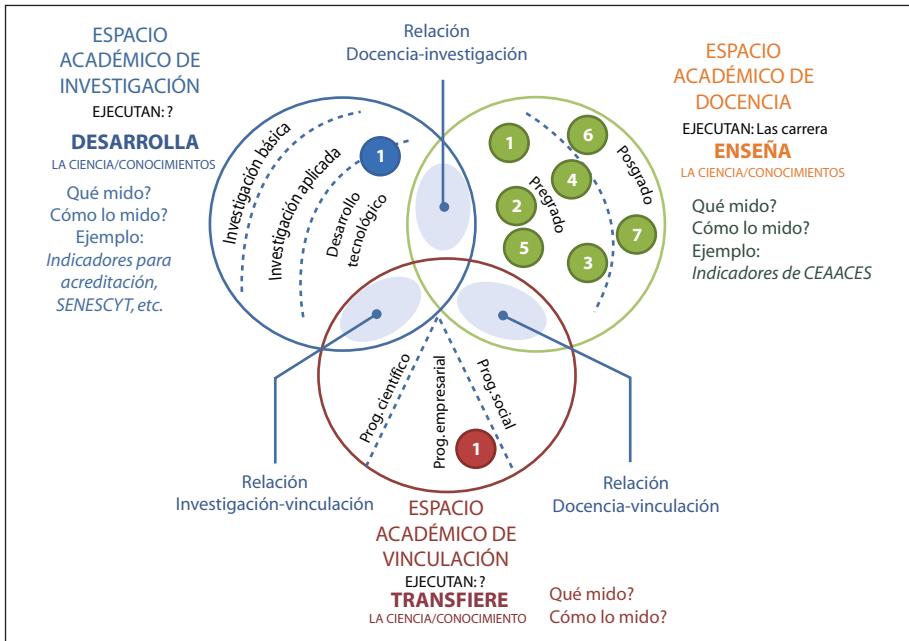 ESPACIO
ACADÉMICO DE
INVESTIGACIÓN
EJECUTAN: ?
DESARROLLA
LA CIENCIA/CONOCIMIENTOS
Qué mido?
Cómo lo mido?
Ejemplo:
Indicadores para
acreditación,
SENESCYT, etc.
Relación
Docencia-investigación
ESPACIO
ACADÉMICO DE
DOCENCIA
EJECUTAN: Las carrera
ENSEÑA
LA CIENCIA/CONOCIMIENTOS
Qué mido?
Cómo lo mido?
Ejemplo:
Indicadores de CEAACES
Investigación básica
Investigación aplicada
Desarrollo
tecnológico
1
1
6
4
2
5
3
7
Pregrado
Posgrado
Prog. científico
Prog. empresarial
Prog. social
1
Relación
Investigación-vinculación
Relación
Docencia-vinculación
ESPACIO
ACADÉMICO DE
VINCULACIÓN
EJECUTAN: ?
TRANSFIERE
LA CIENCIA/CONOCIMIENTO
Qué mido?
Cómo lo mido?